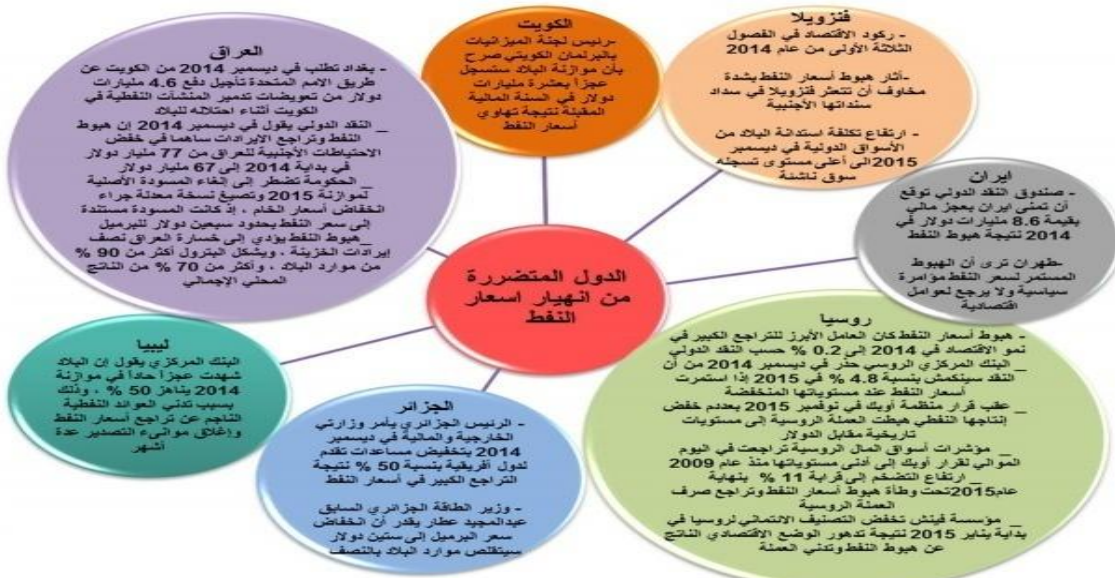 العراق
- بغداد تطلب في ديسمبر 2014 من الكويت عن
طريق الامم المتحدة تأجيل دفع 4.6 مليارات
دولار من تعويضات تدمير المنشآت النفطية في
الكويت أثناء احتلاله للبلاد
_ النقد الدولي يقول في ديسمبر 2014 إن هبوط
النفط وتراجع الايرادات ساهما في خفض
الاحتياطات الأجنبية للعراق من 77 مليار دولار
في بداية 2014 إلى 67 مليار دولار
_ الحكومة تضطر إلى إلغاء المسودة الأصلية
لموازنة 2015 وتصيغ نسخة معدلة جراء
انخفاض أسعار الخام ، إذ كانت المسودة مستندة
إلى سعر النفط بحدود سبعين دولار للبرميل
_هبوط النفط يؤدي إلى خسارة العراق نصف
إيرادات الخزينة ، ويشكل البترول أكثر من 90 %
من موارد البلاد ، وأكثر من 70 % من الناتج
المحلي الإجمالي
الكويت
-رئيس لجنة الميزانيات
بالبرلمان الكويتي صرح
بأن موازنة البلاد ستسجل
عجزاً بعشرة مليارات
دولار في السنة المالية
المقبلة نتيجة تهاوي
أسعار النفط
فنزويلا
- ركود الاقتصاد في الفصول
الثلاثة الأولى من عام 2014
-أثار هبوط أسعار النفط بشدة
مخاوف أن تتعثر فنزويلا في سداد
سنداتها الأجنبية
- ارتفاع تكلفة استدانة البلاد من
الأسواق الدولية في ديسمبر
2015الى أعلى مستوى تسجله
سوق ناشئة
ايران
- صندوق النقد الدولي توقع
أن تمنى ايران بعجز مالي
بقيمة 8.6 مليارات دولار في
2014 نتيجة هبوط النفط
-طهران ترى أن الهبوط
المستمر لسعر النفط مؤامرة
سياسية ولا يرجع لعوامل
اقتصادية
الدول المتضررة
من انهيار اسعار
النفط
روسيا
- هبوط أسعار النفط كان العامل الأبرز للتراجع الكبير في
نمو الاقتصاد في 2014 إلى 0.2 % حسب النقد الدولي
_ البنك المركزي الروسي حذر في ديسمبر 2014 من أن
النقد سينكمش بنسبة 4.8 % في 2015 إذا استمرت
أسعار النفط عند مستوياتها المنخفضة
_ عقب قرار منظمة أوبك في نوفمبر 2015 بعددم خفض
إنتاجها النفطي هبطت العملة الروسية إلى مستويات
تاريخية مقابل الدولار
_ مؤشرات أسواق المال الروسية تراجعت في اليوم
الموالي لقرار أوبك إلى أدنى مستوياتها منذ عام 2009
_ ارتفاع التضخم إلى قرابة 11 % بنهاية
عام2015تحت وطأة هبوط أسعار النفط وتراجع صرف
العملة الروسية
_ مؤسسة فيتش تخفض التصنيف الائتماني لروسيا في
بداية يناير 2015 نتيجة تدهور الوضع الاقتصادي الناتج
عن هبوط النفط وتدني العملة
ليبيا
البنك المركزي يقول إن البلاد
شهدت عجزاً حاداً في موازنة
2014 يناهز 50 % ، وذلك
بسبب تدني العوائد النفطية
الناجم عن تراجع أسعار النفط
وإغلاق موانىء التصدير عدة
أشهر
الجزائر
- الرئيس الجزائري يأمر وزارتي
الخارجية والمالية في ديسمبر
2014 بتخفيض مساعدات تقدم
لدول أفريقية بنسبة 50 % نتيجة
التراجع الكبير في أسعار النفط
- وزير الطاقة الجزائري السابق
عبدالمجيد عطار يقدر أن انخفاض
سعر البرميل إلى ستين دولار
سيتقلص موارد البلاد بالنصف